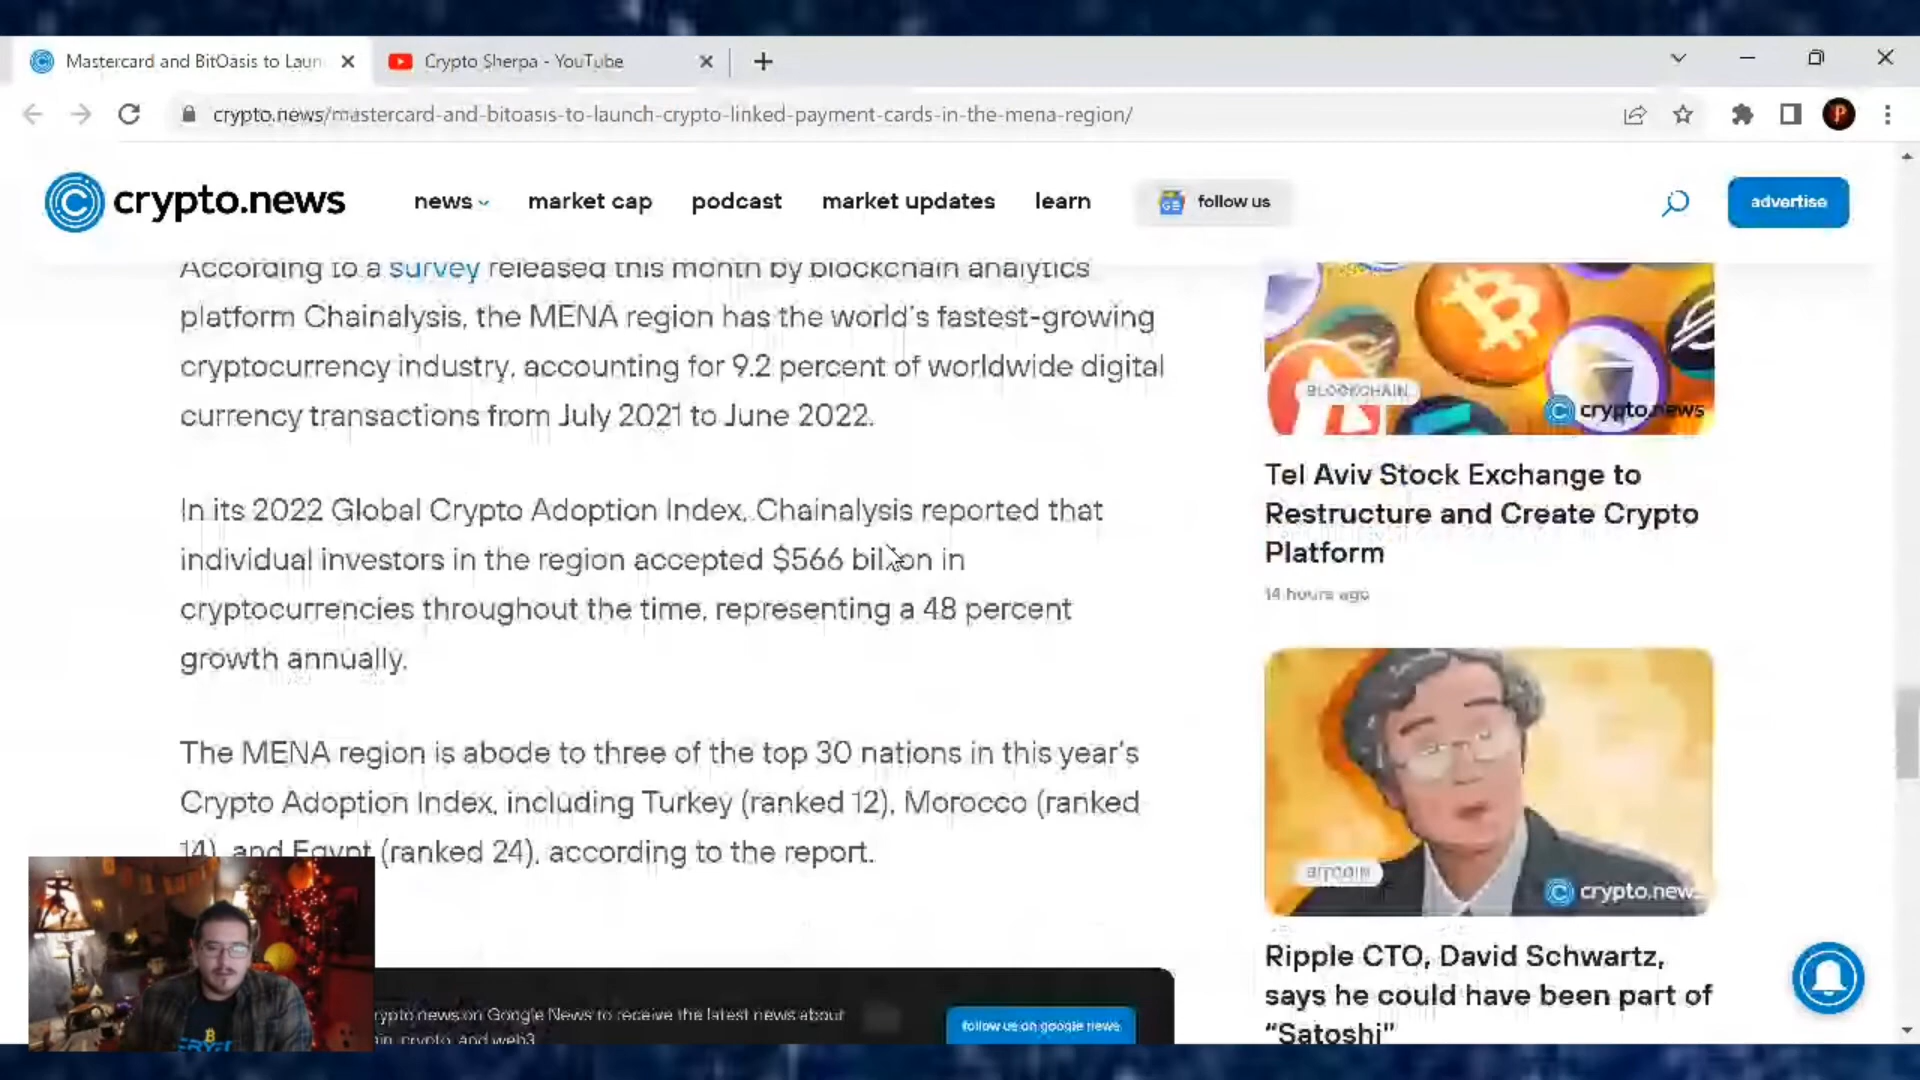 Mastercard and BitOasis to Laun
Crypto Sherpa - YouTube
crypto.news/mastercard-and-bitoasis-to-launch-crypto-linked-payment-cards-in-the-mena-region/
crypto.news
news
market cap
podcast
market updates
learn
follow us
advertise
According to a survey released this month by blockchain analytics
platform Chainalysis, the MENA region has the world's fastest-growing
cryptocurrency industry, accounting for 9.2 percent of worldwide digital
currency transactions from July 2021 to June 2022.
In its 2022 Global Crypto Adoption Index, Chainalysis reported that
individual investors in the region accepted $566 billion in
cryptocurrencies throughout the time, representing a 48 percent
growth annually.
The MENA region is abode to three of the top 30 nations in this year's
Crypto Adoption Index, including Turkey (ranked 12), Morocco (ranked
14), and Egypt (ranked 24), according to the report.
crypto.news on Google News to receive the latest news about
crypto, and web3
follow us on google news
BLOCKCHAIN
crypto.news
Tel Aviv Stock Exchange to
Restructure and Create Crypto
Platform
14 hours ago
BITCOIN
crypto.news
Ripple CTO, David Schwartz,
says he could have been part of
"Satoshi"